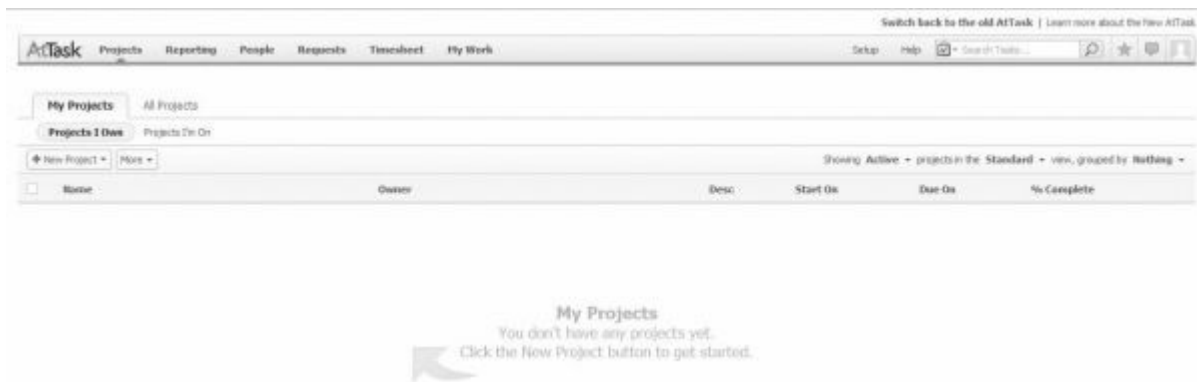 Switch back to the old AtTask | Learn more about the New AtTask
AtTask Projects Reporting People Requests Timesheet My Work Setup Help Search Tasks...
My Projects All Projects
Projects I Own Projects I'm On
New Project More Showing Active projects in the Standard view, grouped by Nothing
Name Owner Desc Start On Due On % Complete
My Projects
You don't have any projects yet.
Click the New Project button to get started.